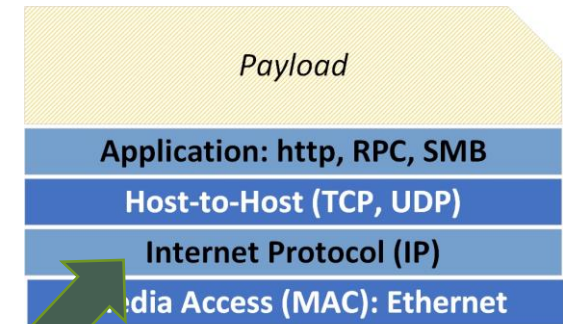 Payload
Application: http, RPC, SMB
Host-to-Host (TCP, UDP)
Internet Protocol (IP)
Access (MAC): Ethernet